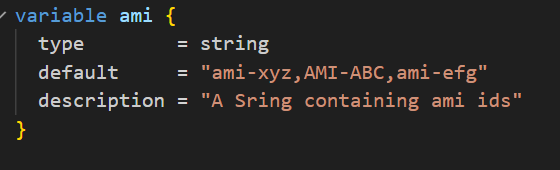 variable ami {
type = string
default = "ami-xyz,AMI-ABC,ami-efg"
description = "A Sring containing ami ids"
}